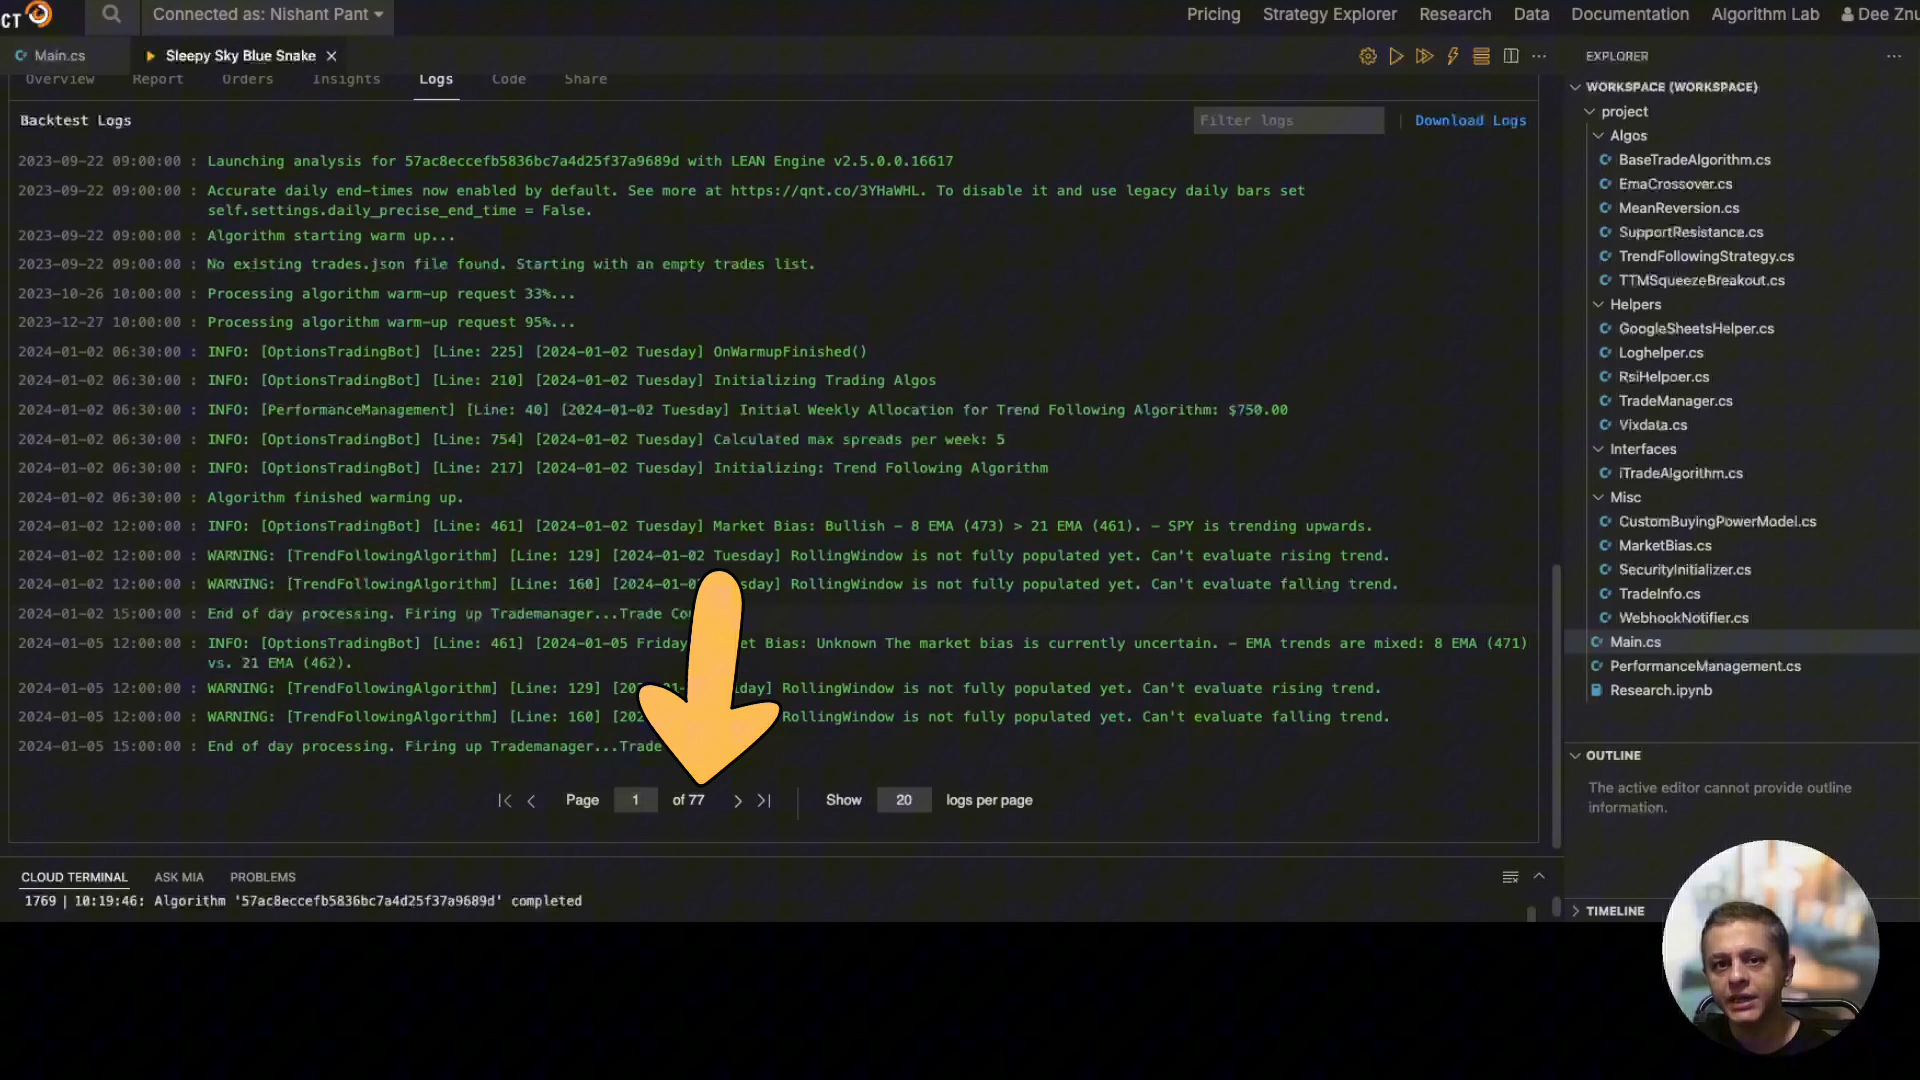 CT
Connected as: Nishant Pant
Pricing
Strategy Explorer
Research
Data
Documentation
Algorithm Lab
Dee Znu
Main.cs
Sleepy Sky Blue Snake
Overview
Report
Orders
Insights
Logs
Code
Share
Backtest Logs
Filter logs
Download Logs
2023-09-22 09:00:00 : Launching analysis for 57ac8eccefb5836bc7a4d25f37a9689d with LEAN Engine v2.5.0.0.16617
2023-09-22 09:00:00 : Accurate daily end-times now enabled by default. See more at https://qnt.co/3YHaWHL. To disable it and use legacy daily bars set
self.settings.daily_precise_end_time = False.
2023-09-22 09:00:00 : Algorithm starting warm up...
2023-09-22 09:00:00 : No existing trades.json file found. Starting with an empty trades list.
2023-10-26 10:00:00 : Processing algorithm warm-up request 33%...
2023-12-27 10:00:00 : Processing algorithm warm-up request 95%...
2024-01-02 06:30:00 : INFO: [OptionsTradingBot] [Line: 225] [2024-01-02 Tuesday] OnWarmupFinished()
2024-01-02 06:30:00 : INFO: [OptionsTradingBot] [Line: 210] [2024-01-02 Tuesday] Initializing Trading Algos
2024-01-02 06:30:00 : INFO: [PerformanceManagement] [Line: 40] [2024-01-02 Tuesday] Initial Weekly Allocation for Trend Following Algorithm: $750.00
2024-01-02 06:30:00 : INFO: [OptionsTradingBot] [Line: 754] [2024-01-02 Tuesday] Calculated max spreads per week: 5
2024-01-02 06:30:00 : INFO: [OptionsTradingBot] [Line: 217] [2024-01-02 Tuesday] Initializing: Trend Following Algorithm
2024-01-02 06:30:00 : Algorithm finished warming up.
2024-01-02 12:00:00 : INFO: [OptionsTradingBot] [Line: 461] [2024-01-02 Tuesday] Market Bias: Bullish - 8 EMA (473) > 21 EMA (461). - SPY is trending upwards.
2024-01-02 12:00:00 : WARNING: [TrendFollowingAlgorithm] [Line: 129] [2024-01-02 Tuesday] RollingWindow is not fully populated yet. Can't evaluate rising trend.
2024-01-02 12:00:00 : WARNING: [TrendFollowingAlgorithm] [Line: 160] [2024-01-0 sday] RollingWindow is not fully populated yet. Can't evaluate falling trend.
2024-01-02 15:00:00 : End of day processing. Firing up Trademanager...Trade Co
2024-01-05 12:00:00 : INFO: [OptionsTradingBot] [Line: 461] [2024-01-05 Friday et Bias: Unknown The market bias is currently uncertain. - EMA trends are mixed: 8 EMA (471)
vs. 21 EMA (462).
2024-01-05 12:00:00 : WARNING: [TrendFollowingAlgorithm] [Line: 129] [202 day] RollingWindow is not fully populated yet. Can't evaluate rising trend.
2024-01-05 12:00:00 : WARNING: [TrendFollowingAlgorithm] [Line: 160] [202 RollingWindow is not fully populated yet. Can't evaluate falling trend.
2024-01-05 15:00:00 : End of day processing. Firing up Trademanager...Trade
Page 1 of 77
Show 20 logs per page
CLOUD TERMINAL
ASK MIA
PROBLEMS
1769 | 10:19:46: Algorithm '57ac8eccefb5836bc7a4d25f37a9689d' completed
EXPLORER
WORKSPACE (WORKSPACE)
project
Algos
BaseTradeAlgorithm.cs
EmaCrossover.cs
MeanReversion.cs
SupportResistance.cs
TrendFollowingStrategy.cs
TTMSqueezeBreakout.cs
Helpers
GoogleSheetsHelper.cs
Loghelper.cs
RsiHelpoer.cs
TradeManager.cs
Vixdata.cs
Interfaces
iTradeAlgorithm.cs
Misc
CustomBuyingPowerModel.cs
MarketBias.cs
SecurityInitializer.cs
TradeInfo.cs
WebhookNotifier.cs
Main.cs
PerformanceManagement.cs
Research.ipynb
OUTLINE
The active editor cannot provide outline
information.
TIMELINE